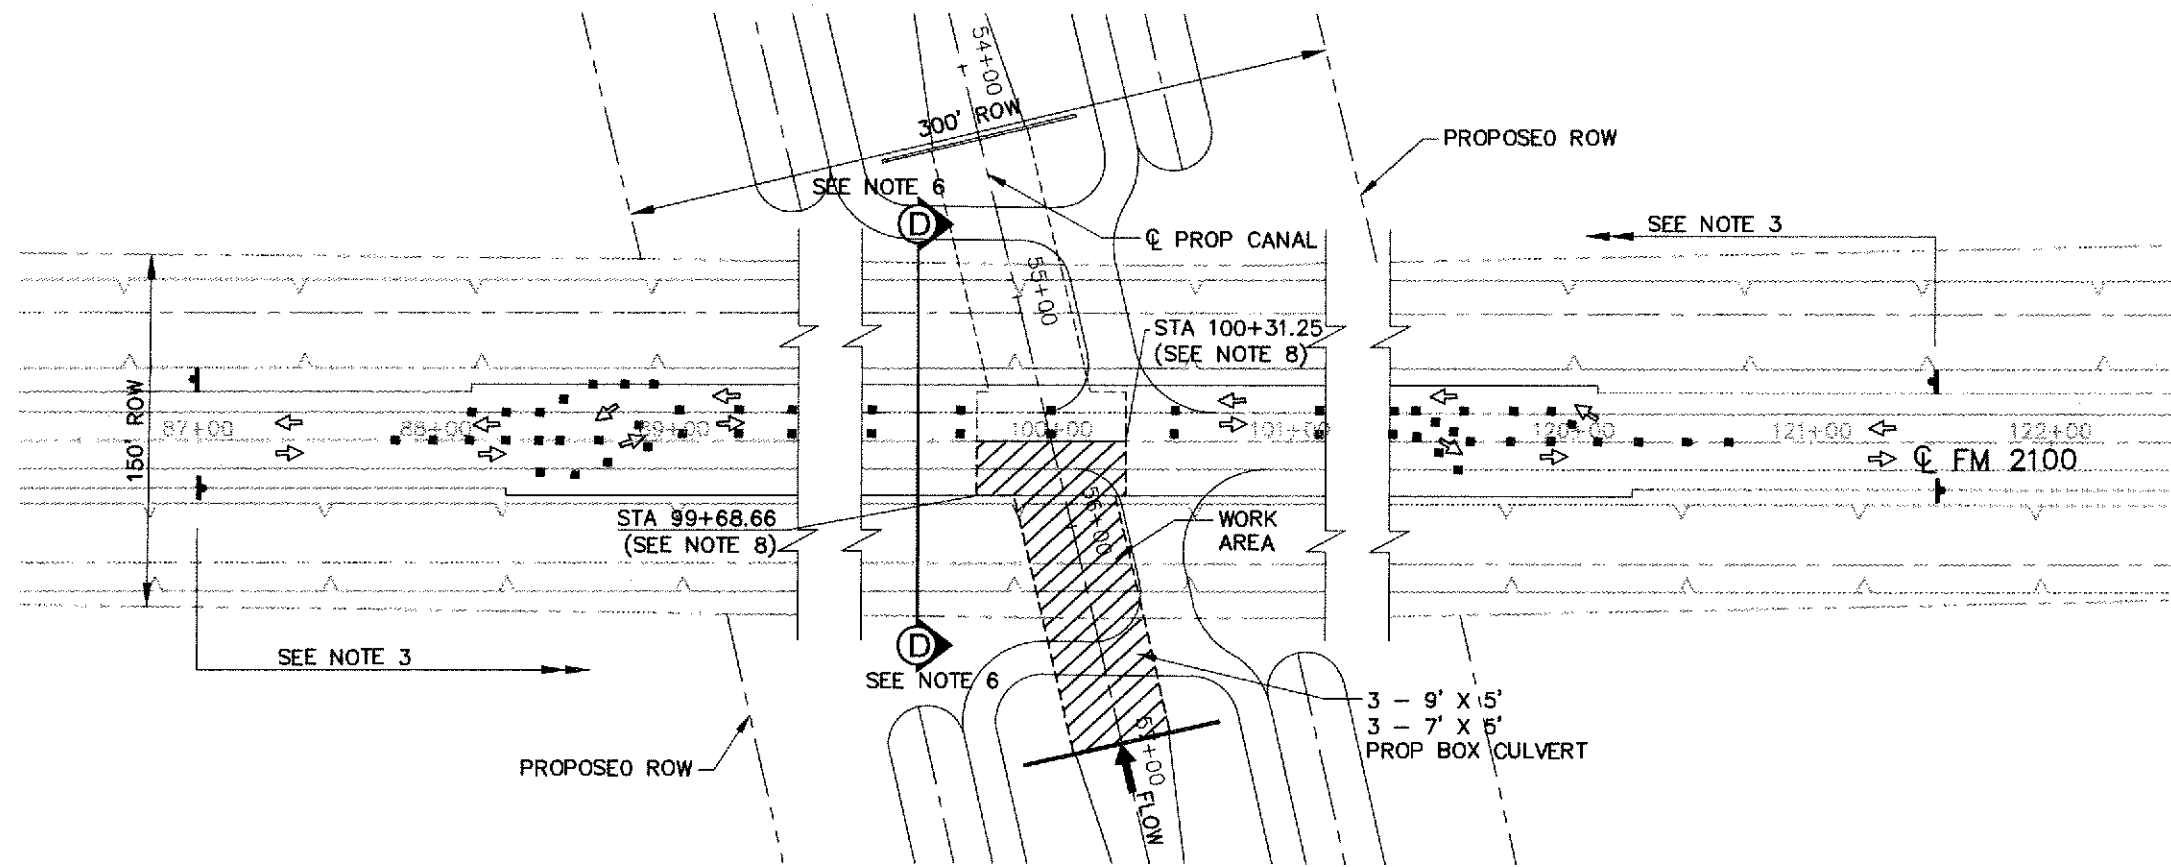 54+00
300' ROW
PROPOSED ROW
SEE NOTE 6
D
SEE NOTE 3
℄ PROP CANAL
55+00
STA 100+31.25
(SEE NOTE 8)
150' ROW
87+00
88+00
89+00
100+00
101+00
120+00
121+00
122+00
℄ FM 2100
STA 99+68.66
(SEE NOTE 8)
56+00
WORK
AREA
SEE NOTE 3
D
SEE NOTE 6
3 - 9' X 5'
3 - 7' X 5'
PROP BOX CULVERT
PROPOSED ROW
57+00
FLOW